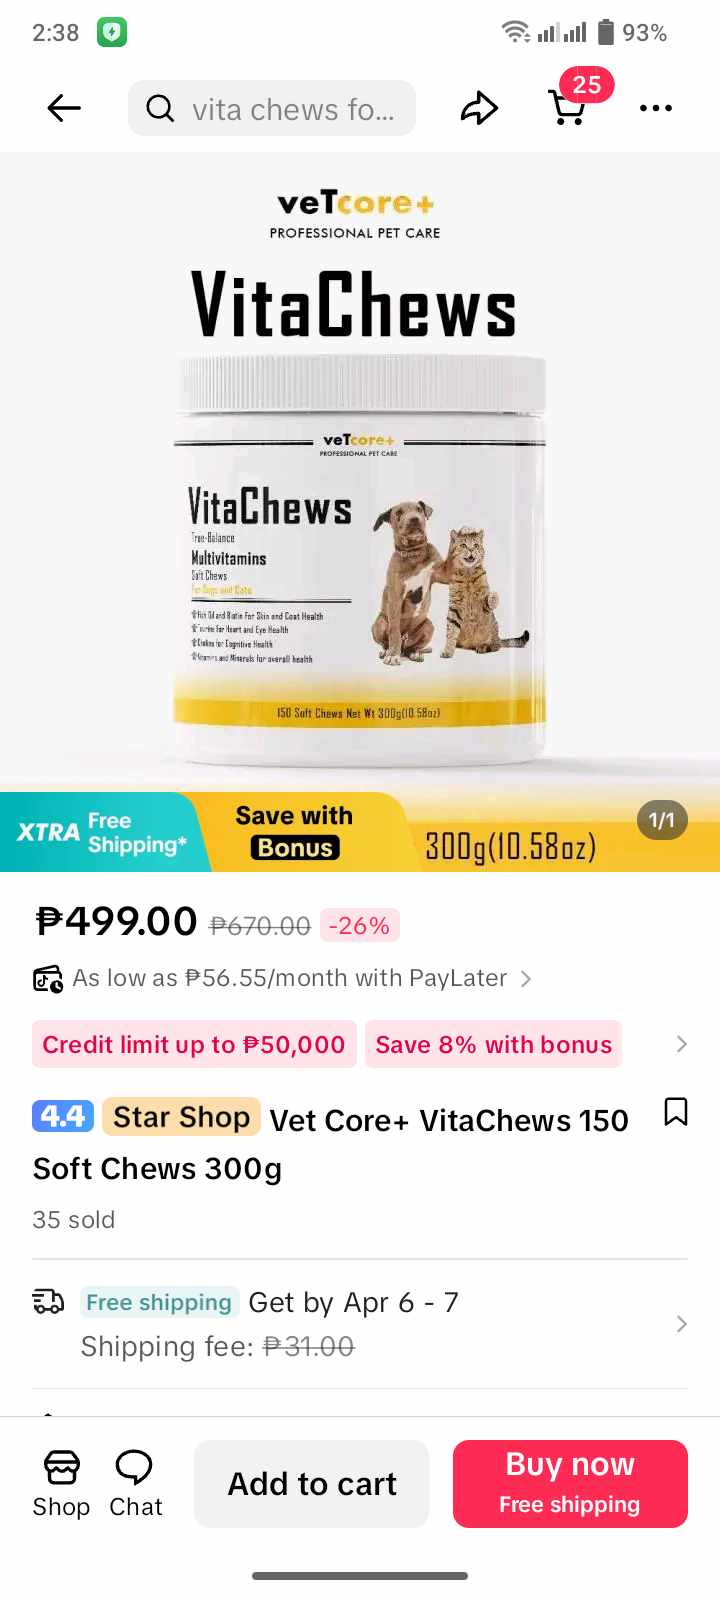 2:38
93%
vita chews fo...
25
veTcore+
PROFESSIONAL PET CARE
VitaChews
veTcore+
PROFESSIONAL PET CARE
VitaChews
True-Balance
Multivitamins
Soft Chews
For Dogs and Cats
Fish Oil and Biotin For Skin and Coat Health
Taurine for Heart and Eye Health
Choline for Cognitive Health
Vitamins and Minerals for overall health
150 Soft Chews Net Wt 300g(10.58oz)
XTRA Free Shipping*
Save with Bonus
300g(10.58oz)
1/1
₱499.00 ₱670.00 -26%
As low as ₱56.55/month with PayLater
Credit limit up to ₱50,000 Save 8% with bonus
4.4 Star Shop Vet Core+ VitaChews 150
Soft Chews 300g
35 sold
Free shipping Get by Apr 6 - 7
Shipping fee: ₱31.00
Shop
Chat
Add to cart
Buy now
Free shipping